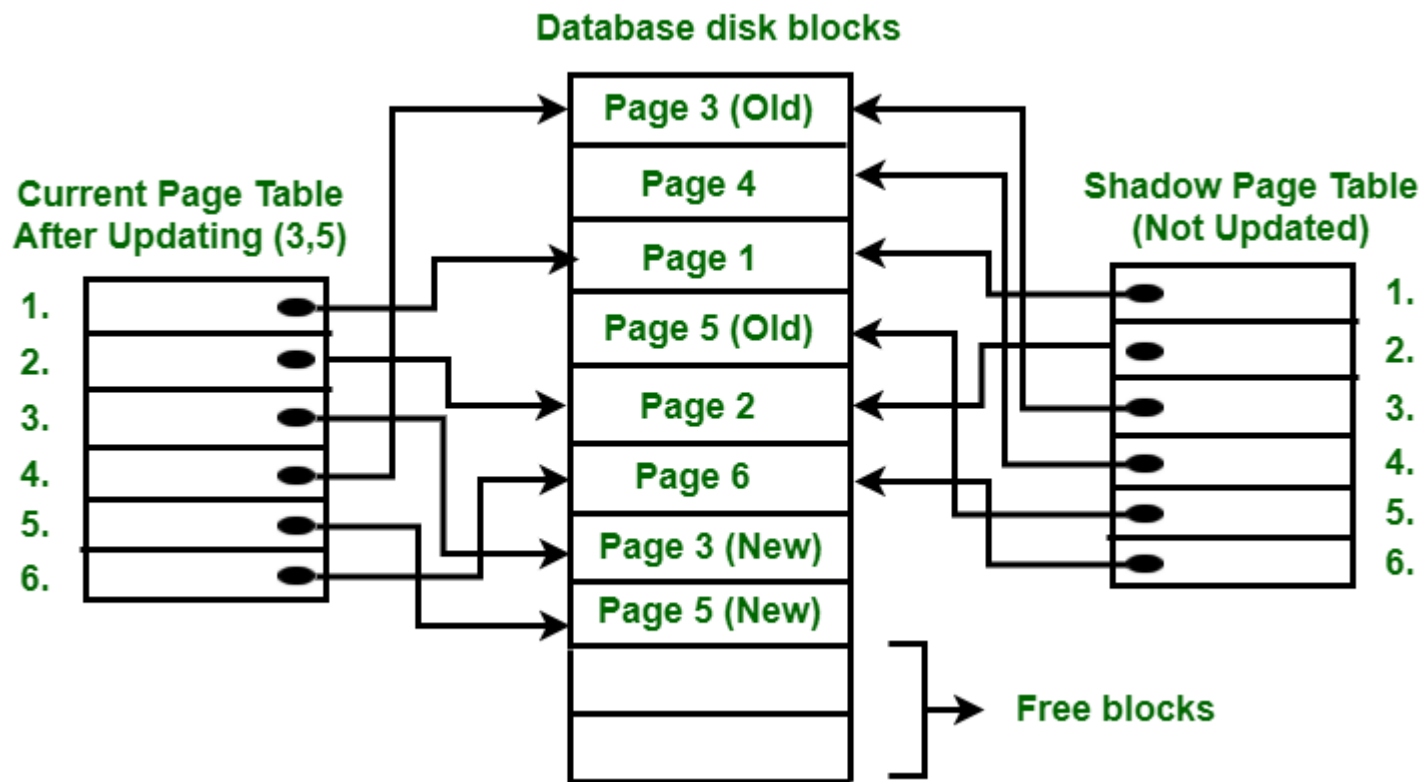 Database disk blocks
Current Page Table
After Updating (3,5)
1.
2.
3.
4.
5.
6.
Page 3 (Old)
Page 4
Page 1
Page 5 (Old)
Page 2
Page 6
Page 3 (New)
Page 5 (New)
Shadow Page Table
(Not Updated)
1.
2.
3.
4.
5.
6.
Free blocks